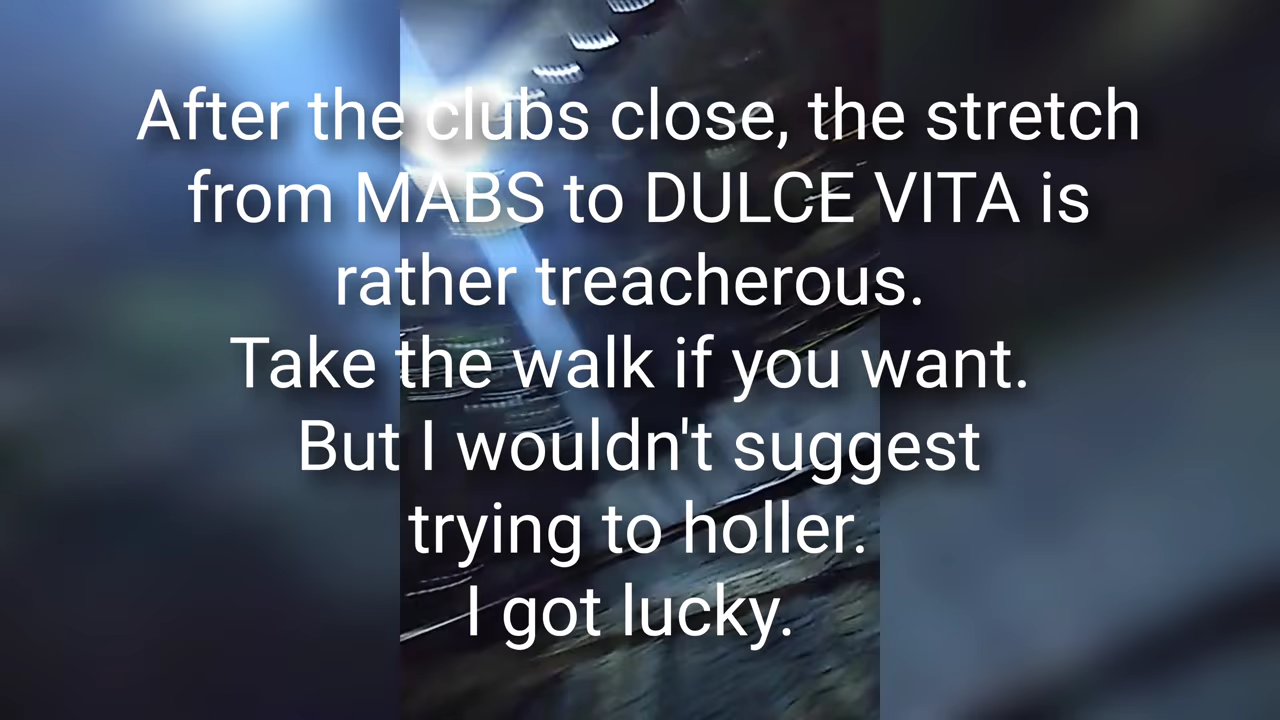 After the clubs close, the stretch
from MABS to DULCE VITA is
rather treacherous.
Take the walk if you want.
But I wouldn't suggest
trying to holler.
I got lucky.